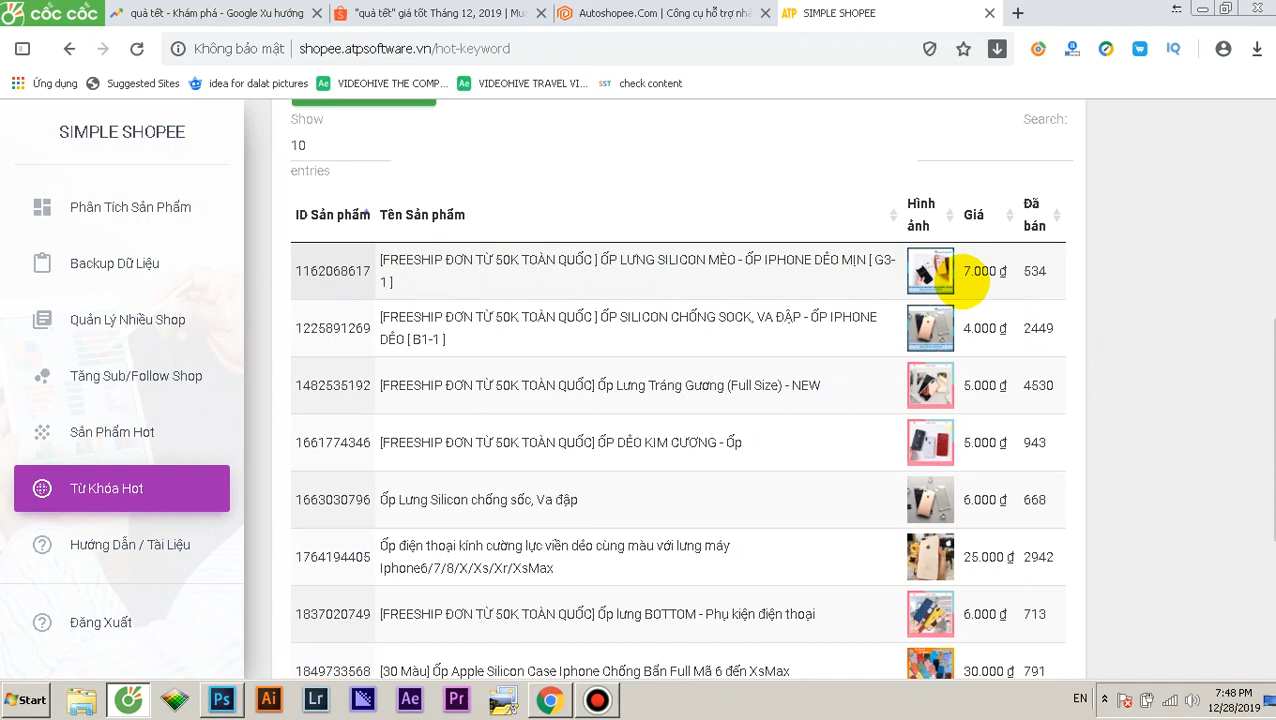 cốc cốc
quà tết - Khám phá - Google Xu hướng
"quà tết" giá tốt T
Autoshopee.Com | Công cụ hỗ trợ
ATP
SIMPLE SHOPEE
Không bảo mật
shopee.atpsoftware.vn/hot-keyword
IQ
Ứng dụng
Suggested Sites
idea for dalat pictures
Ae
VIDEOHIVE THE COMP...
Ae
VIDEOHIVE TRAVEL VI...
SST
check content
SIMPLE SHOPEE
Phân Tích Sản Phẩm
Backup Dữ Liệu
Quản Lý Nhiều Shop
Tăng Sub/Follow Shop
Sản Phẩm Hot
Từ Khóa Hot
Hướng Dẫn / Tài Liệu
Đăng Xuất
Show
10
entries
Search:
ID Sản phẩm
Tên Sản phẩm
Hình
ảnh
Giá
Đã
bán
1162068617
[FREESHIP ĐƠN TỪ 50K TOÀN QUỐC ] ỐP LƯNG SILICON MÈO - ỐP IPHONE DẺO MỊN [ G3-
1 ]
7.000 ₫
534
1225891269
[FREESHIP ĐƠN TỪ 50K TOÀN QUỐC ] ỐP SILICON CHỐNG SOCK, VA ĐẬP - ỐP IPHONE
DẺO [ B1-1 ]
4.000 ₫
2449
1482535192
[FREESHIP ĐƠN TỪ 50K TOÀN QUỐC] Ốp Lưng Tráng Gương (Full Size) - NEW
5.000 ₫
4530
1661774346
[FREESHIP ĐƠN TỪ 50K TOÀN QUỐC] ỐP DẺO KIM CƯƠNG - Ốp
5.000 ₫
943
1663030796
Ốp Lưng Silicon chống sốc, Va đập
6.000 ₫
668
1764194405
Ốp điện thoại kính cường lực viền dẻo cùng màu với lưng máy
Iphone6/7/8/X/Xs/Xr/XsMax
25.000 ₫
2942
1837020749
[FREESHIP ĐƠN TỪ 50K TOÀN QUỐC] Ốp lưng BOTTOM - Phụ kiện điện thoại
6.000 ₫
713
1849733568
[30 Màu] Ốp Apple Silicon Case Iphone Chống Bẩn Full Mã 6 đến XsMax
30.000 ₫
791
Start
Ps
Ai
Lr
Ae
Pr
EN
7:48 PM
12/28/2019